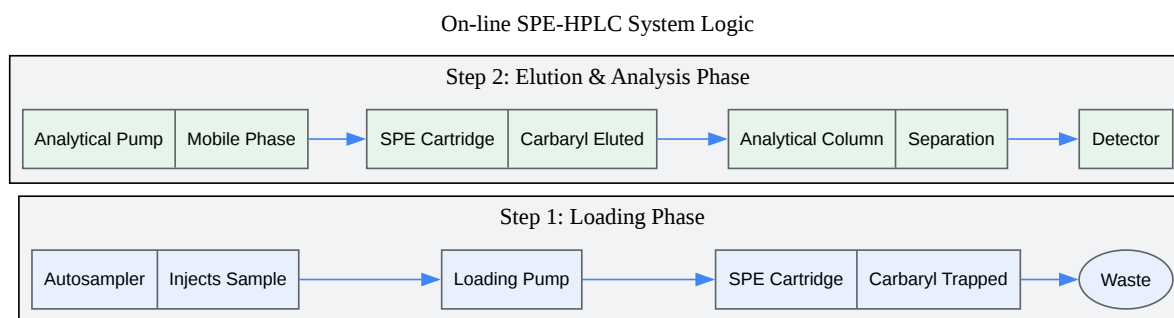 On-line SPE-HPLC System Logic
Step 2: Elution & Analysis Phase
Analytical Pump
Mobile Phase
SPE Cartridge
Carbaryl Eluted
Analytical Column
Separation
Detector
Step 1: Loading Phase
Autosampler
Injects Sample
Loading Pump
SPE Cartridge
Carbaryl Trapped
Waste